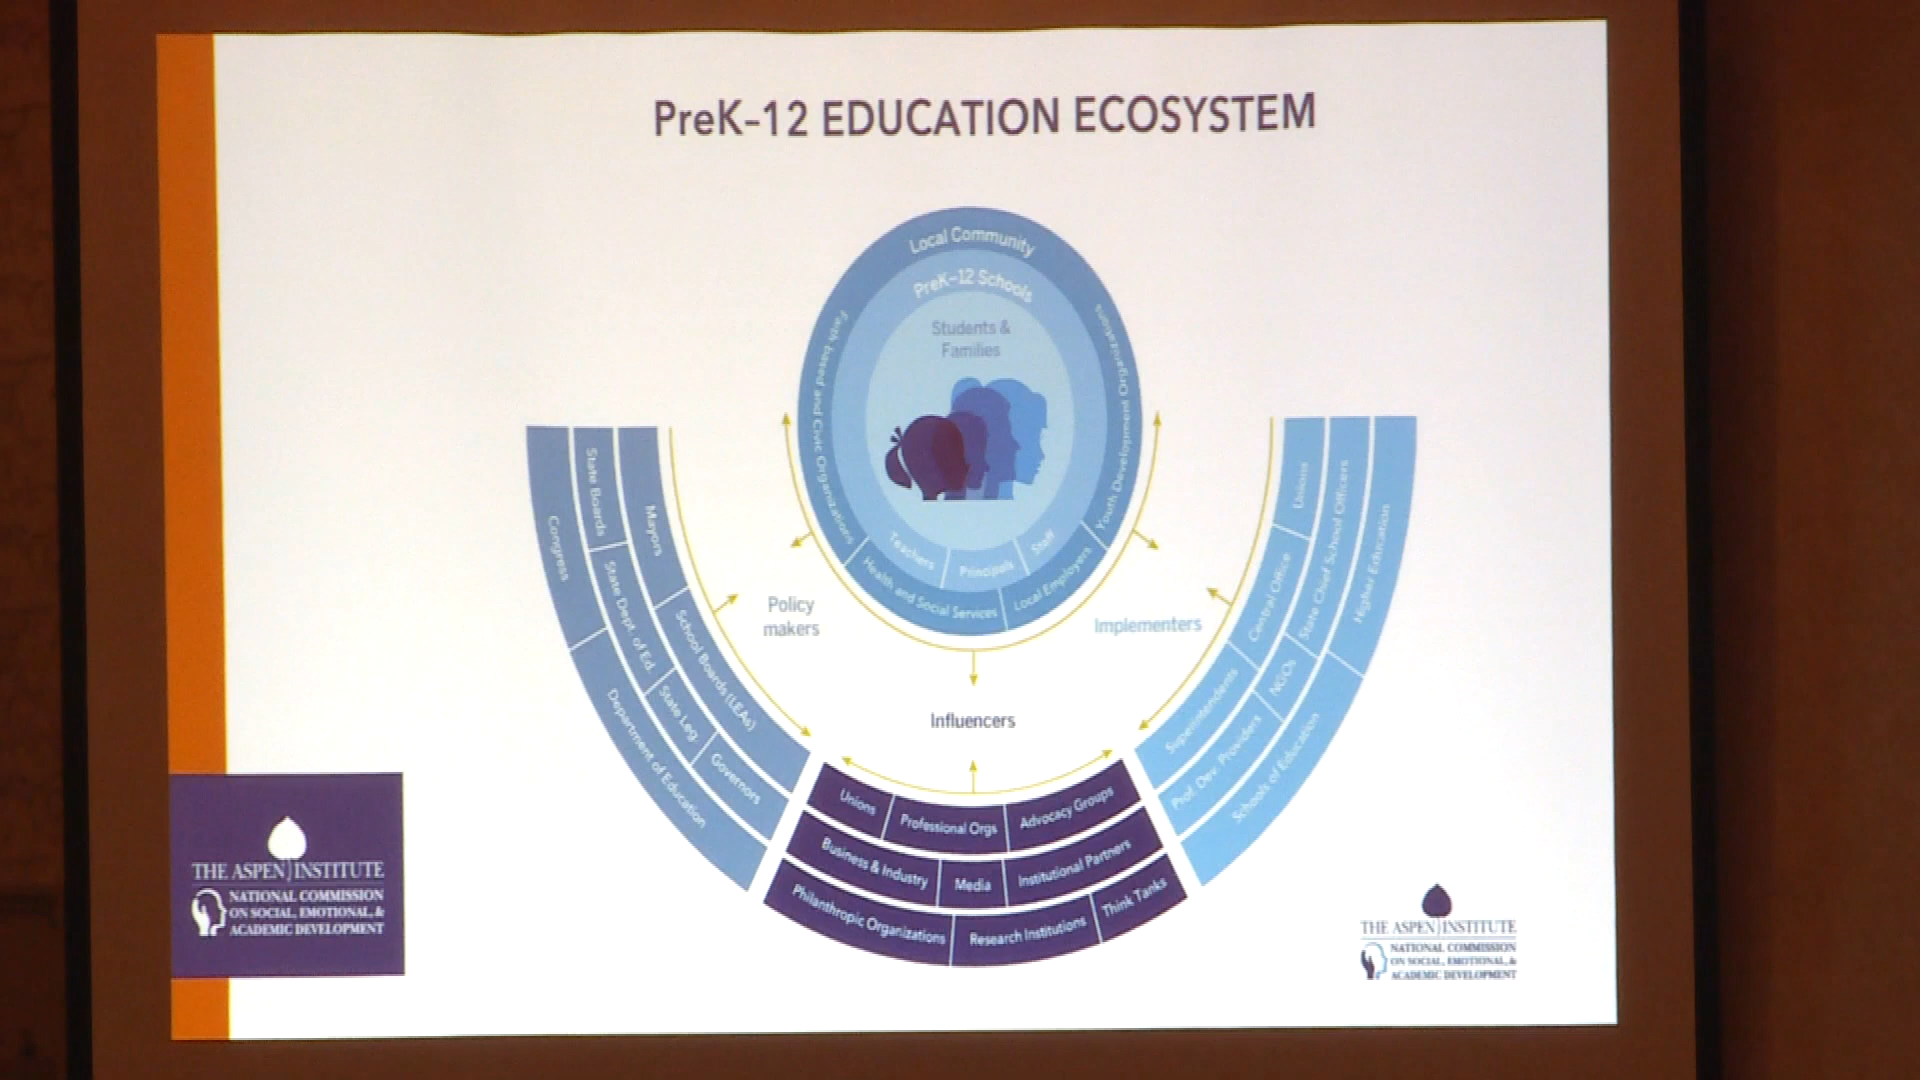 PreK–12 EDUCATION ECOSYSTEM
Local Community
PreK–12 Schools
Students &
Families
Faith based and Civic Organizations
Youth Development Organizations
Teachers
Principals
Staff
Health and Social Services
Local Employers
Policy
makers
Implementers
Influencers
Mayors
School Boards (LEAs)
State Boards
State Dept. of Ed.
State Leg.
Governors
Congress
Department of Education
Unions
Central Office
Superintendents
State Chief School Officers
NGOs
Prof. Dev. Providers
Higher Education
Schools of Education
Unions
Professional Orgs
Advocacy Groups
Business & Industry
Media
Institutional Partners
Philanthropic Organizations
Research Institutions
Think Tanks
THE ASPEN INSTITUTE
NATIONAL COMMISSION
ON SOCIAL, EMOTIONAL, &
ACADEMIC DEVELOPMENT
THE ASPEN INSTITUTE
NATIONAL COMMISSION
ON SOCIAL, EMOTIONAL, &
ACADEMIC DEVELOPMENT